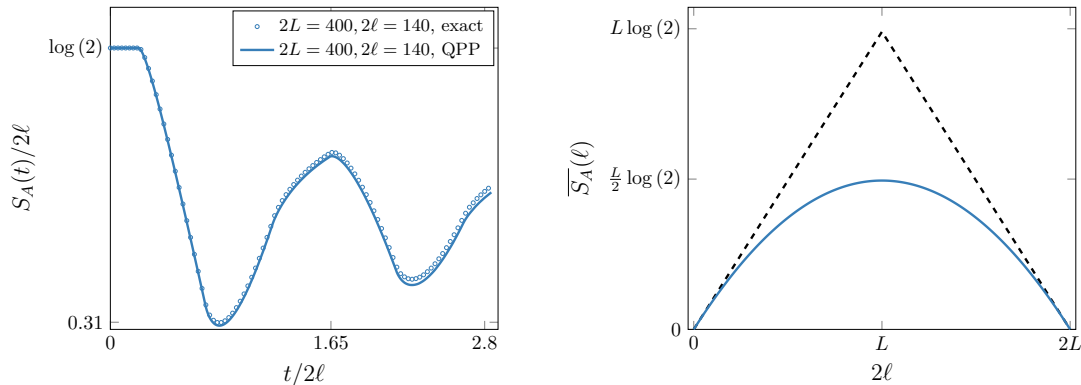 2L = 400, 2ℓ = 140, exact
2L = 400, 2ℓ = 140, QPP
log (2)
0.31
S_A(t)/2ℓ
0
1.65
2.8
t/2ℓ
L log (2)
L/2 log (2)
0
\overline{S_A}(ℓ)
0
L
2L
2ℓ